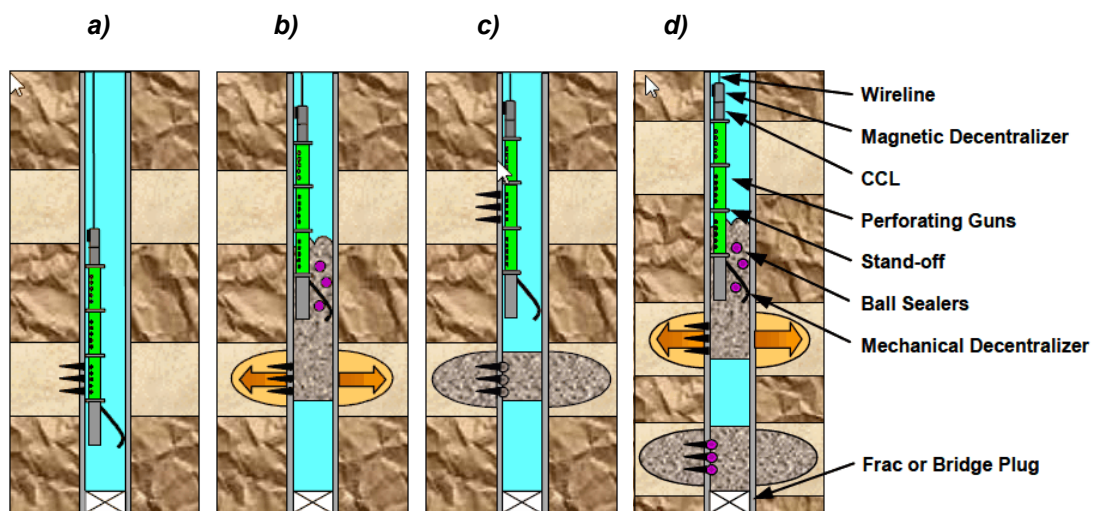 a)
b)
c)
d)
Wireline
Magnetic Decentralizer
CCL
Perforating Guns
Stand-off
Ball Sealers
Mechanical Decentralizer
Frac or Bridge Plug